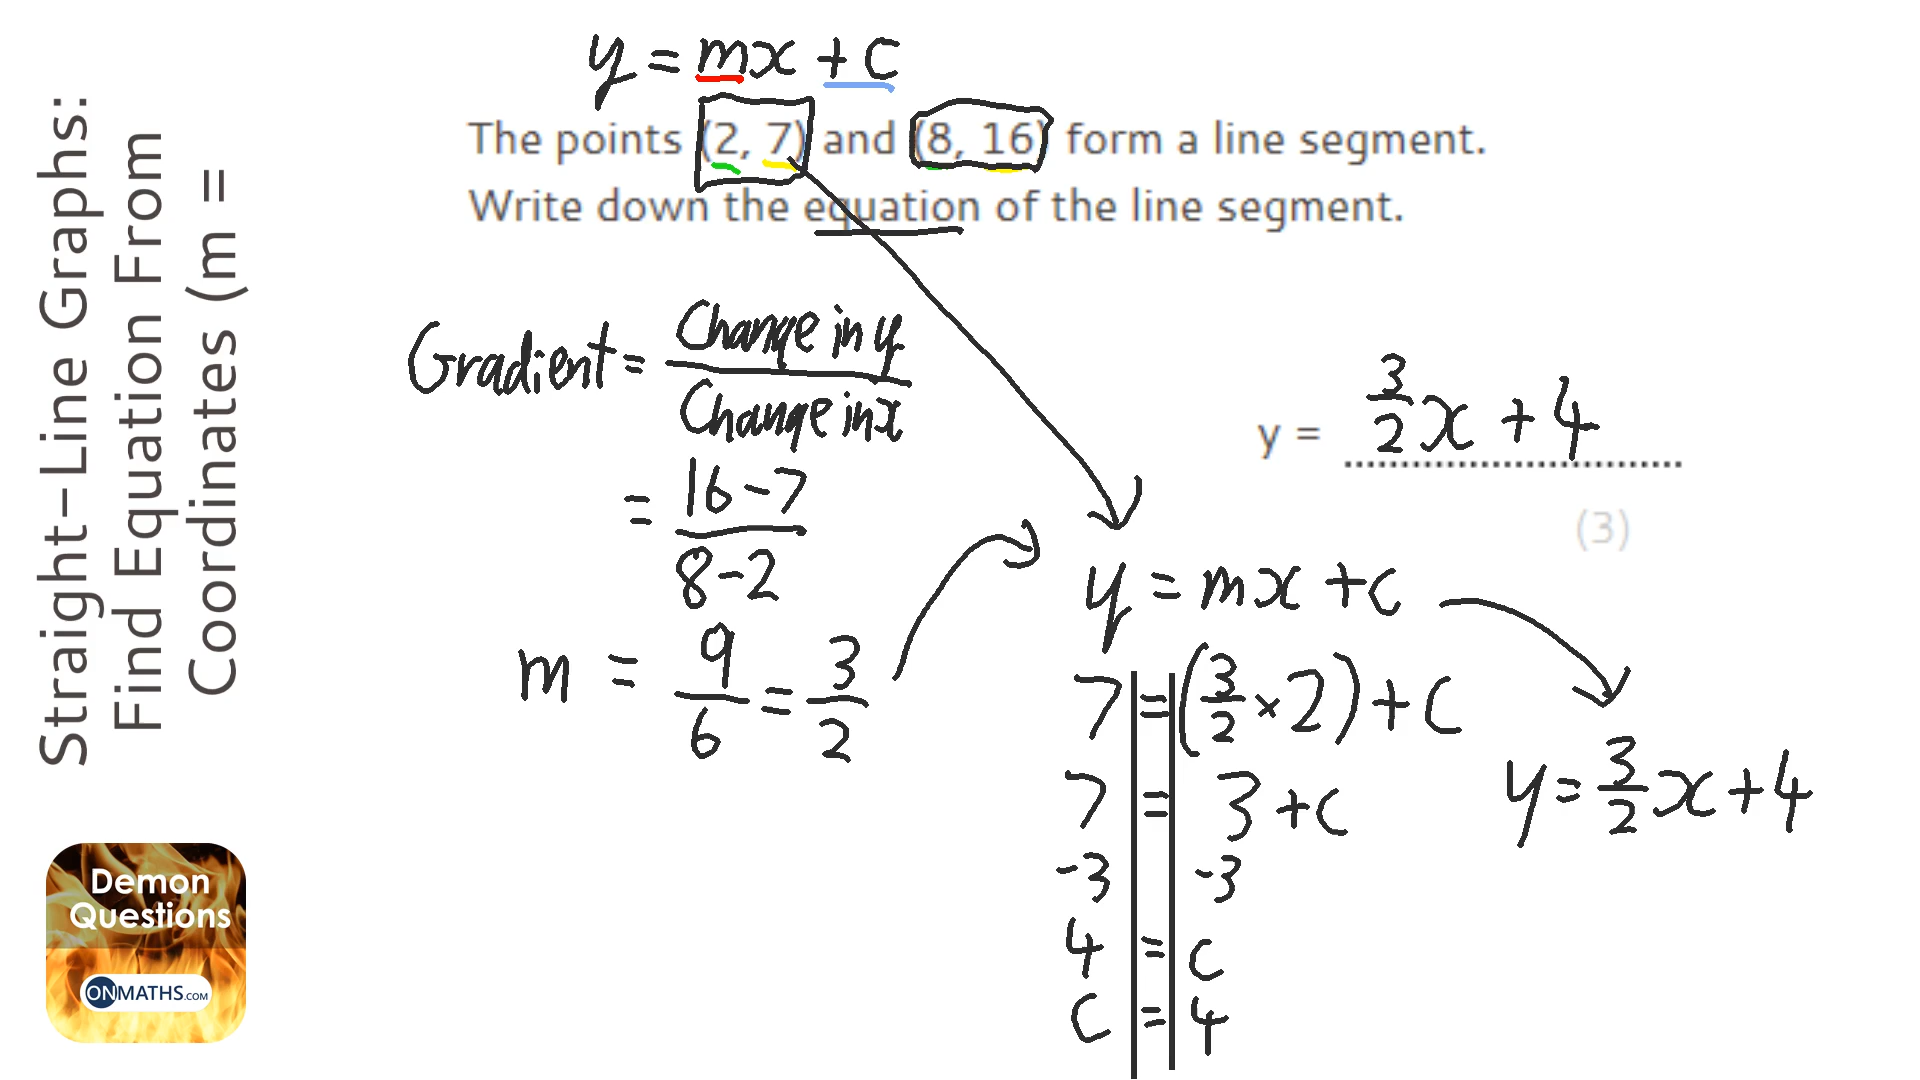 Straight-Line Graphs:
Find Equation From
Coordinates (m =
y = mx + c
The points (2, 7) and (8, 16) form a line segment.
Write down the equation of the line segment.
Gradient = Change in y / Change in x
= 16 - 7 / 8 - 2
m = 9/6 = 3/2
y = 3/2 x + 4
(3)
y = mx + c
7 = (3/2 × 2) + c
7 = 3 + c
-3 -3
4 = c
c = 4
y = 3/2 x + 4
Demon
Questions
ONMATHS.COM